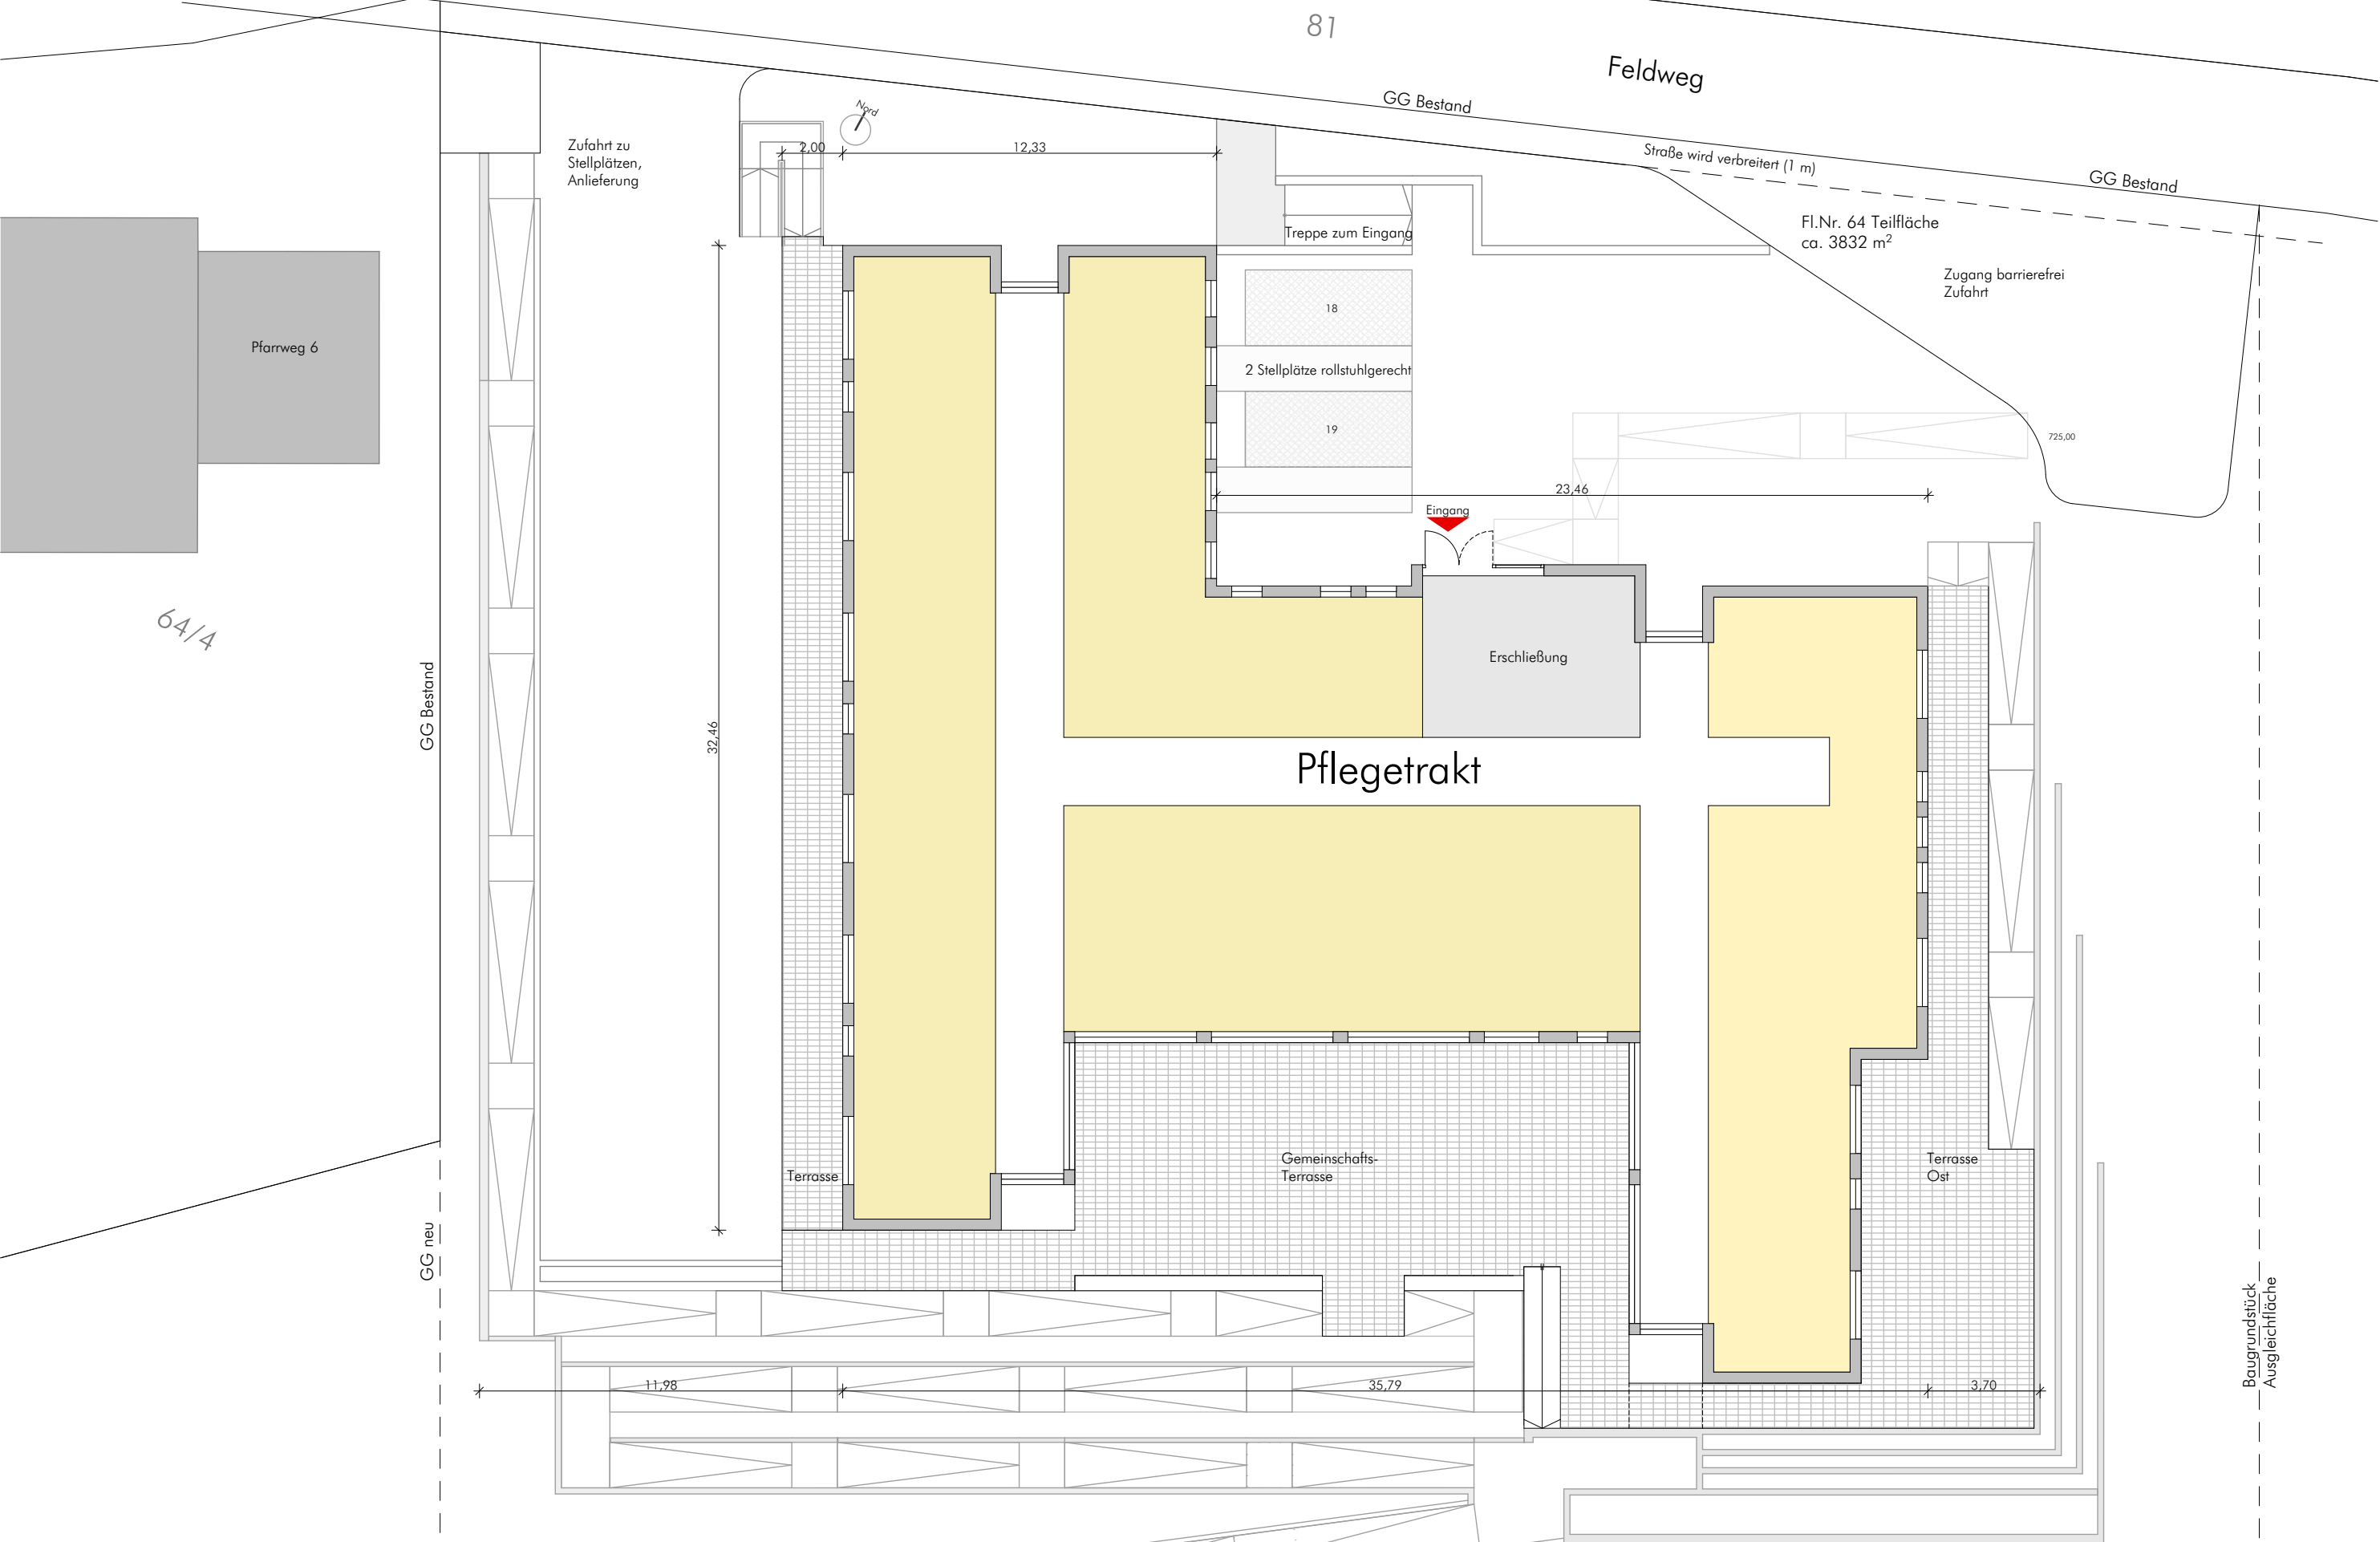 81
Feldweg
GG Bestand
Nord
Zufahrt zu
Stellplätzen,
Anlieferung
2,00
12,33
Straße wird verbreitert (1 m)
GG Bestand
Fl.Nr. 64 Teilfläche
ca. 3832 m²
Treppe zum Eingang
Zugang barrierefrei
Zufahrt
18
Pfarrweg 6
2 Stellplätze rollstuhlgerecht
19
725,00
23,46
Eingang
64/4
GG Bestand
Erschließung
32,46
Pflegetrakt
Terrasse
Gemeinschafts-
Terrasse
Terrasse
Ost
GG neu
Baugrundstück
Ausgleichfläche
11,98
35,79
3,70